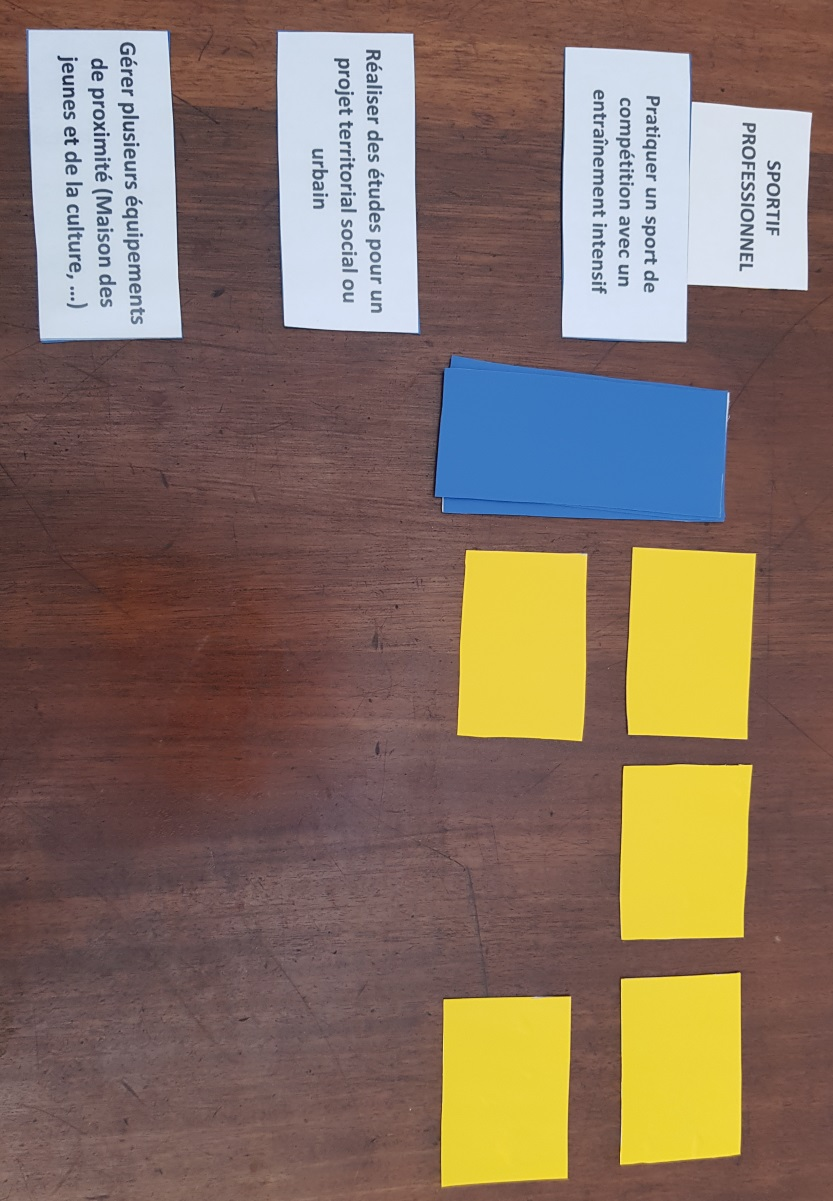 SPORTIF
PROFESSIONNEL
Pratiquer un sport de
compétition avec un
entraînement intensif
Réaliser des études pour un
projet territorial social ou
urbain
Gérer plusieurs équipements
de proximité (Maison des
jeunes et de la culture, ...)